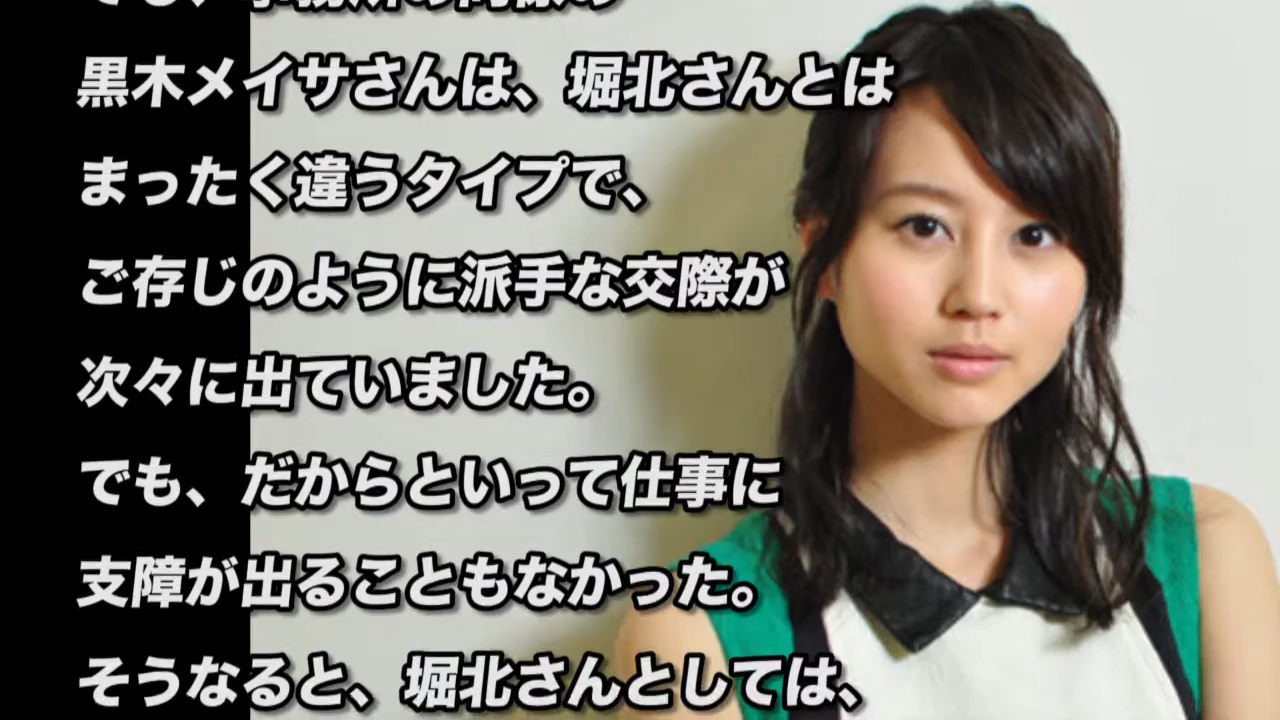 黒木メイサさんは、堀北さんとは
まったく違うタイプで、
ご存じのように派手な交際が
次々に出ていました。
でも、だからといって仕事に
支障が出ることもなかった。
そうなると、堀北さんとしては、